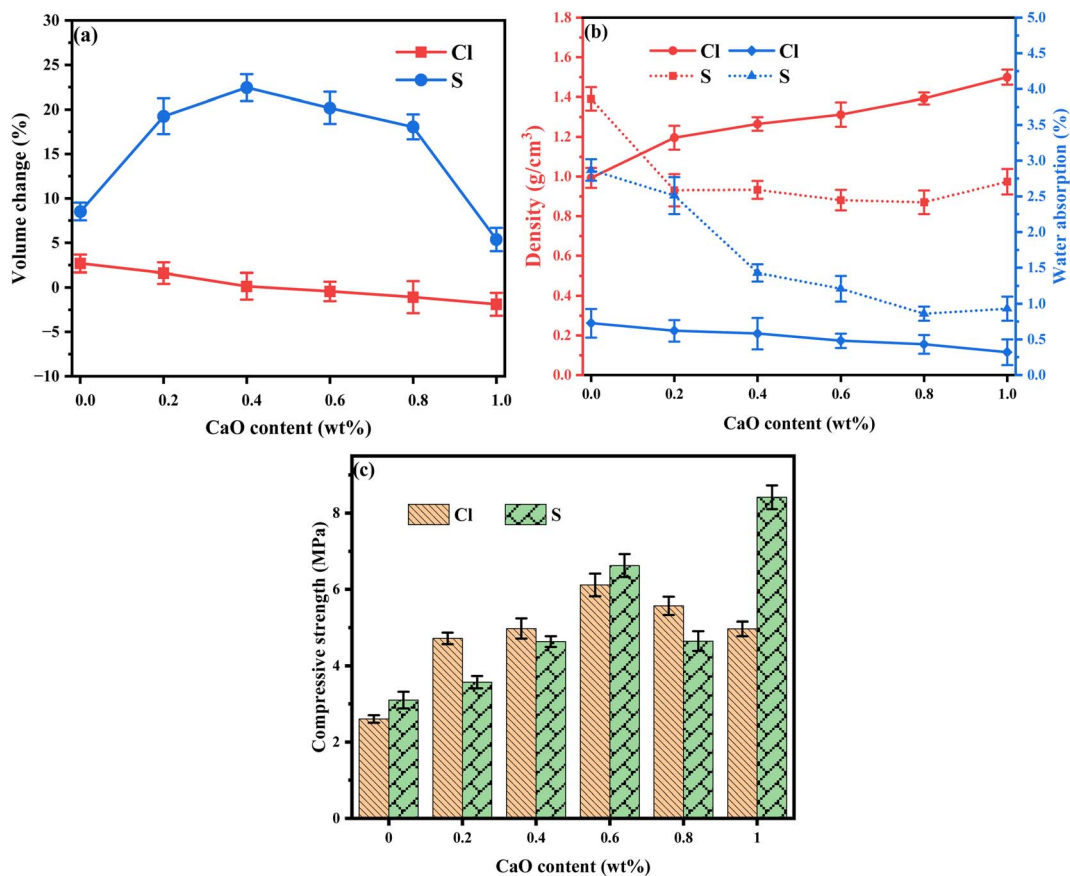 (a)
Cl
S
30
25
20
15
10
5
0
−5
−10
Volume change (%)
0.0 0.2 0.4 0.6 0.8 1.0
CaO content (wt%)
(b)
Cl Cl
S S
1.8
1.6
1.4
1.2
1.0
0.8
0.6
0.4
0.2
0.0
Density (g/cm³)
5.0
4.5
4.0
3.5
3.0
2.5
2.0
1.5
1.0
0.5
0.0
Water absorption (%)
0.0 0.2 0.4 0.6 0.8 1.0
CaO content (wt%)
(c)
Cl S
8
6
4
2
0
Compressive strength (MPa)
0 0.2 0.4 0.6 0.8 1
CaO content (wt%)